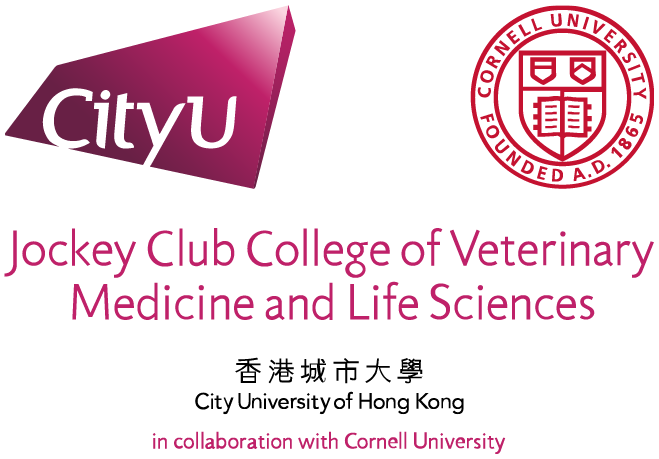 CityU
CORNELL UNIVERSITY
FOUNDED A.D. 1865
Jockey Club College of Veterinary
Medicine and Life Sciences
香港城市大學
City University of Hong Kong
in collaboration with Cornell University